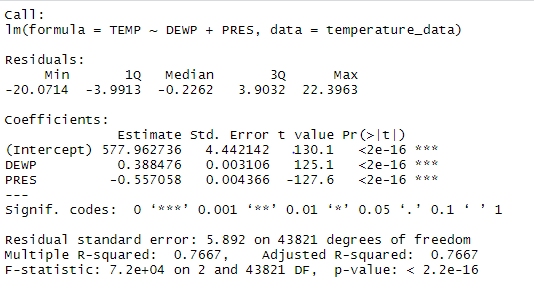 Call:
lm(formula = TEMP ~ DEWP + PRES, data = temperature_data)
Residuals:
Min 1Q Median 3Q Max
-20.0714 -3.9913 -0.2262 3.9032 22.3963
Coefficients:
Estimate Std. Error t value Pr(>|t|)
(Intercept) 577.962736 4.442142 130.1 <2e-16 ***
DEWP 0.388476 0.003106 125.1 <2e-16 ***
PRES -0.557058 0.004366 -127.6 <2e-16 ***
---
Signif. codes: 0 ‘***’ 0.001 ‘**’ 0.01 ‘*’ 0.05 ‘.’ 0.1 ‘ ’ 1
Residual standard error: 5.892 on 43821 degrees of freedom
Multiple R-squared: 0.7667, Adjusted R-squared: 0.7667
F-statistic: 7.2e+04 on 2 and 43821 DF, p-value: < 2.2e-16